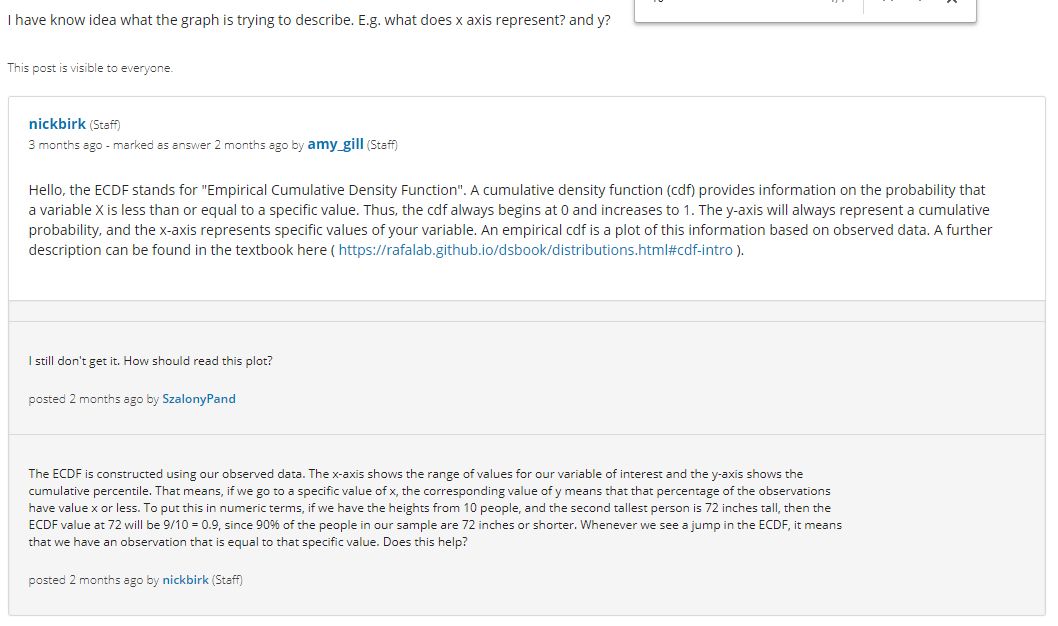 I have know idea what the graph is trying to describe. E.g. what does x axis represent? and y?
This post is visible to everyone.
nickbirk (Staff)
3 months ago - marked as answer 2 months ago by amy_gill (Staff)
Hello, the ECDF stands for "Empirical Cumulative Density Function". A cumulative density function (cdf) provides information on the probability that
a variable X is less than or equal to a specific value. Thus, the cdf always begins at 0 and increases to 1. The y-axis will always represent a cumulative
probability, and the x-axis represents specific values of your variable. An empirical cdf is a plot of this information based on observed data. A further
description can be found in the textbook here ( https://rafalab.github.io/dsbook/distributions.html#cdf-intro ).
I still don't get it. How should read this plot?
posted 2 months ago by SzalonyPand
The ECDF is constructed using our observed data. The x-axis shows the range of values for our variable of interest and the y-axis shows the
cumulative percentile. That means, if we go to a specific value of x, the corresponding value of y means that that percentage of the observations
have value x or less. To put this in numeric terms, if we have the heights from 10 people, and the second tallest person is 72 inches tall, then the
ECDF value at 72 will be 9/10 = 0.9, since 90% of the people in our sample are 72 inches or shorter. Whenever we see a jump in the ECDF, it means
that we have an observation that is equal to that specific value. Does this help?
posted 2 months ago by nickbirk (Staff)